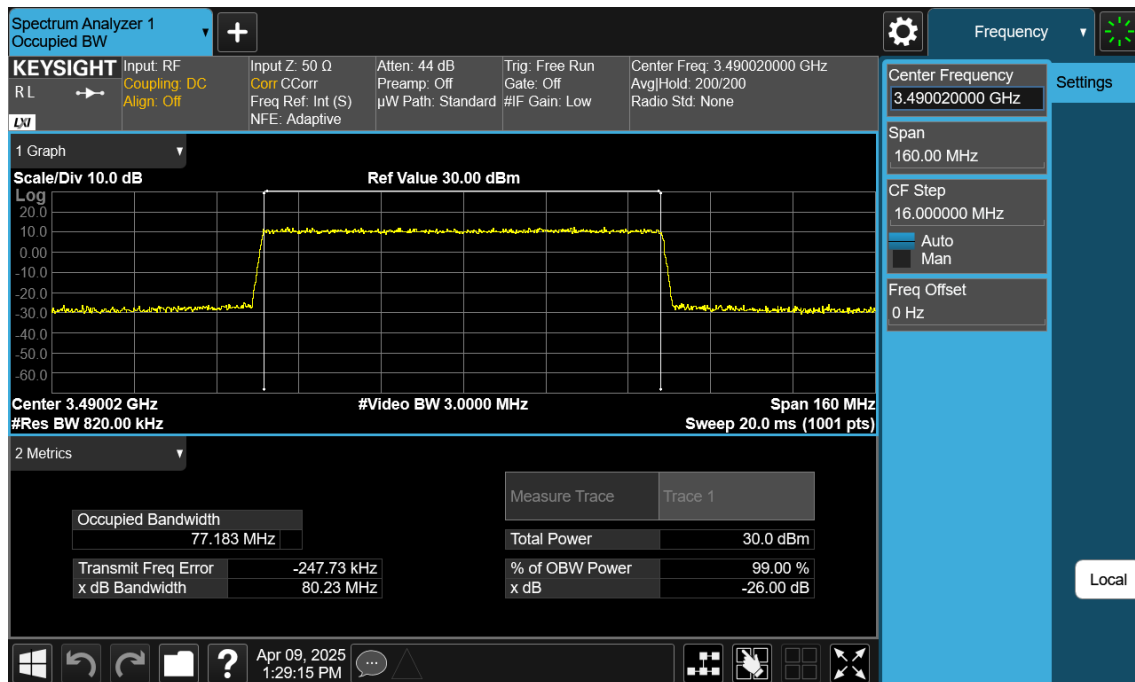 Spectrum Analyzer 1
Occupied BW
Frequency
KEYSIGHT
R L
LXI
Input: RF
Coupling: DC
Align: Off
Input Z: 50 Ω
Corr CCorr
Freq Ref: Int (S)
NFE: Adaptive
Atten: 44 dB
Preamp: Off
µW Path: Standard
Trig: Free Run
Gate: Off
#IF Gain: Low
Center Freq: 3.490020000 GHz
Avg|Hold: 200/200
Radio Std: None
Center Frequency
3.490020000 GHz
Settings
Span
160.00 MHz
CF Step
16.000000 MHz
Auto
Man
Freq Offset
0 Hz
Local
1 Graph
Scale/Div 10.0 dB
Ref Value 30.00 dBm
Log
20.0
10.0
0.00
-10.0
-20.0
-30.0
-40.0
-50.0
-60.0
Center 3.49002 GHz
#Video BW 3.0000 MHz
Span 160 MHz
#Res BW 820.00 kHz
Sweep 20.0 ms (1001 pts)
2 Metrics
Measure Trace Trace 1
Occupied Bandwidth
77.183 MHz
Total Power 30.0 dBm
Transmit Freq Error -247.73 kHz
% of OBW Power 99.00 %
x dB Bandwidth 80.23 MHz
x dB -26.00 dB
Apr 09, 2025
1:29:15 PM